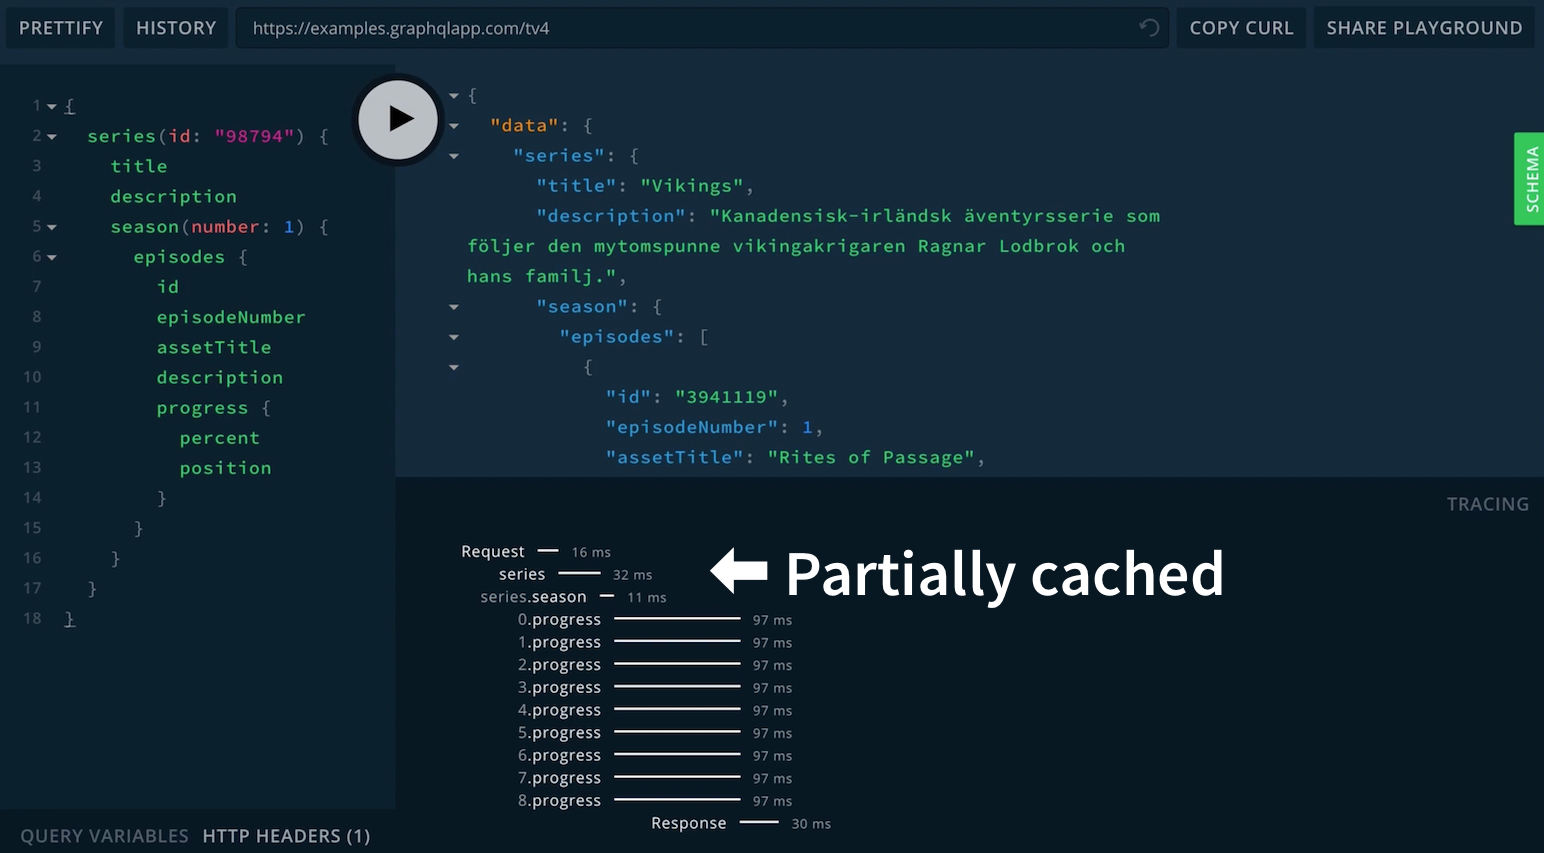 PRETTIFY HISTORY https://examples.graphqlapp.com/tv4 COPY CURL SHARE PLAYGROUND
1 {
2 series(id: "98794") {
3 title
4 description
5 season(number: 1) {
6 episodes {
7 id
8 episodeNumber
9 assetTitle
10 description
11 progress {
12 percent
13 position
14 }
15 }
16 }
17 }
18 }
{
"data": {
"series": {
"title": "Vikings",
"description": "Kanadensisk-irländsk äventyrsserie som
följer den mytomspunne vikingakrigaren Ragnar Lodbrok och
hans familj.",
"season": {
"episodes": [
{
"id": "3941119",
"episodeNumber": 1,
"assetTitle": "Rites of Passage",
SCHEMA
TRACING
Request 16 ms
series 32 ms
series.season 11 ms
Partially cached
0.progress 97 ms
1.progress 97 ms
2.progress 97 ms
3.progress 97 ms
4.progress 97 ms
5.progress 97 ms
6.progress 97 ms
7.progress 97 ms
8.progress 97 ms
Response 30 ms
QUERY VARIABLES HTTP HEADERS (1)